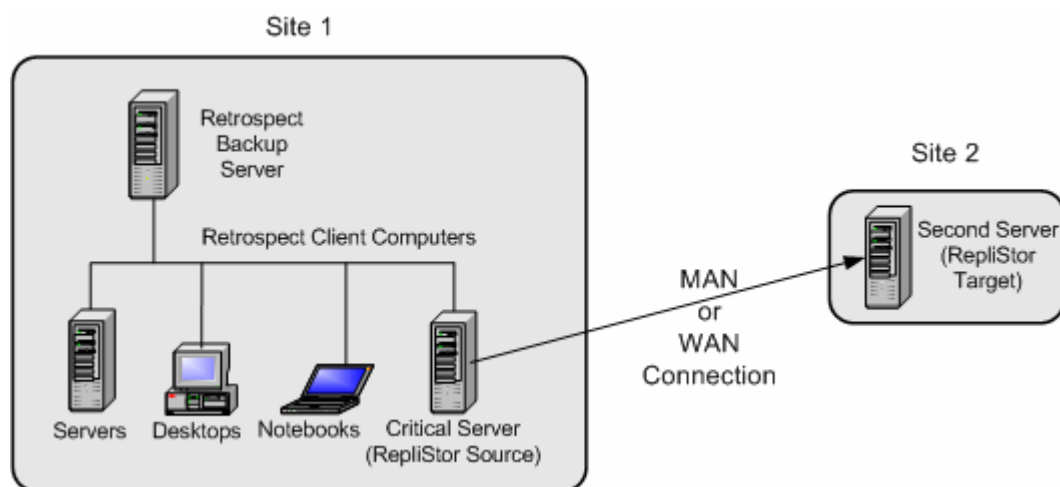 Site 1
Retrospect
Backup
Server
Retrospect Client Computers
Servers
Desktops
Notebooks
Critical Server
(RepliStor Source)
MAN
or
WAN
Connection
Site 2
Second Server
(RepliStor
Target)